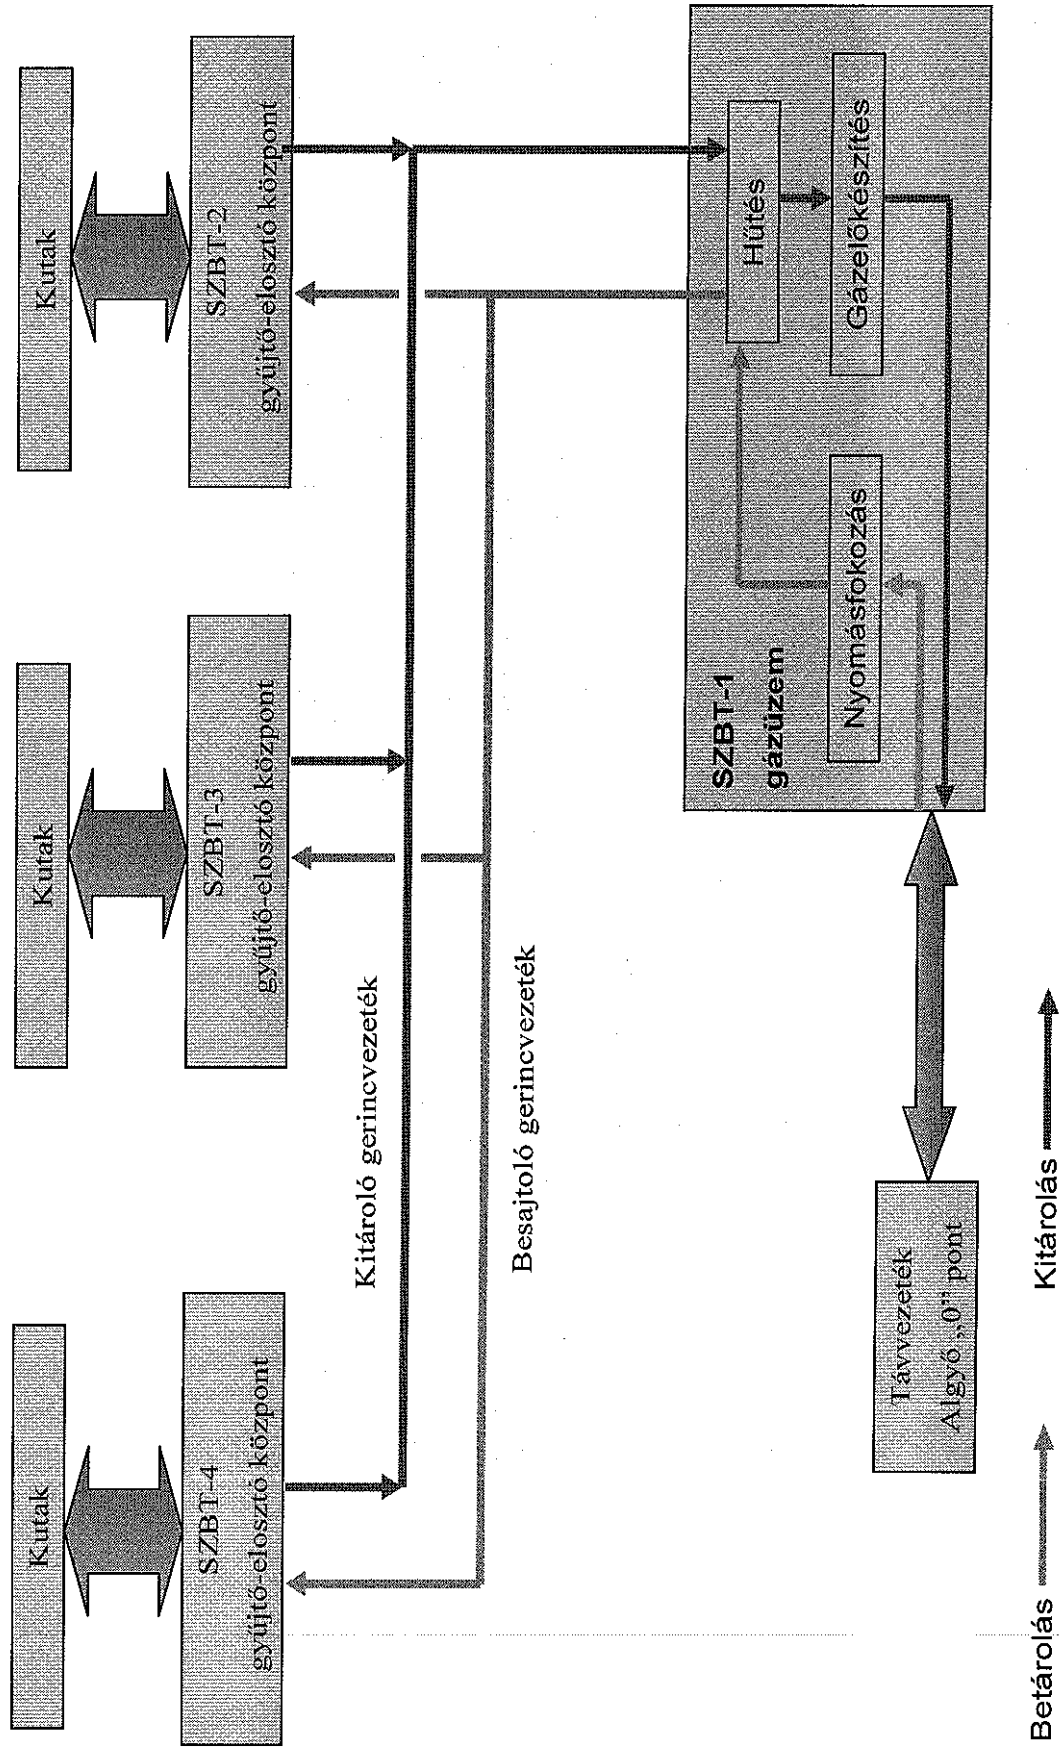 Kutak
Kutak
Kutak
SZBT-4
gyűjtő-elosztó központ
SZBT-3
gyűjtő-elosztó központ
SZBT-2
gyűjtő-elosztó központ
Kitároló gerincvezeték
Besajtoló gerincvezeték
SZBT-1
gázüzem
Hűtés
Nyomásfokozás
Gázelőkészítés
Távvezeték
Algyő „0” pont
Betárolás
Kitárolás